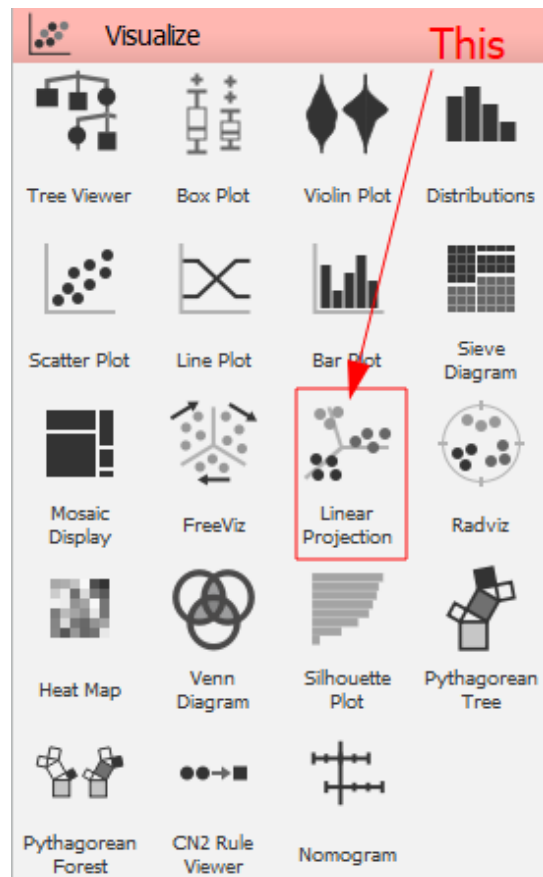 Visualize
This
Tree Viewer
Box Plot
Violin Plot
Distributions
Scatter Plot
Line Plot
Bar Plot
Sieve
Diagram
Mosaic
Display
FreeViz
Linear
Projection
Radviz
Heat Map
Venn
Diagram
Silhouette
Plot
Pythagorean
Tree
Pythagorean
Forest
CN2 Rule
Viewer
Nomogram